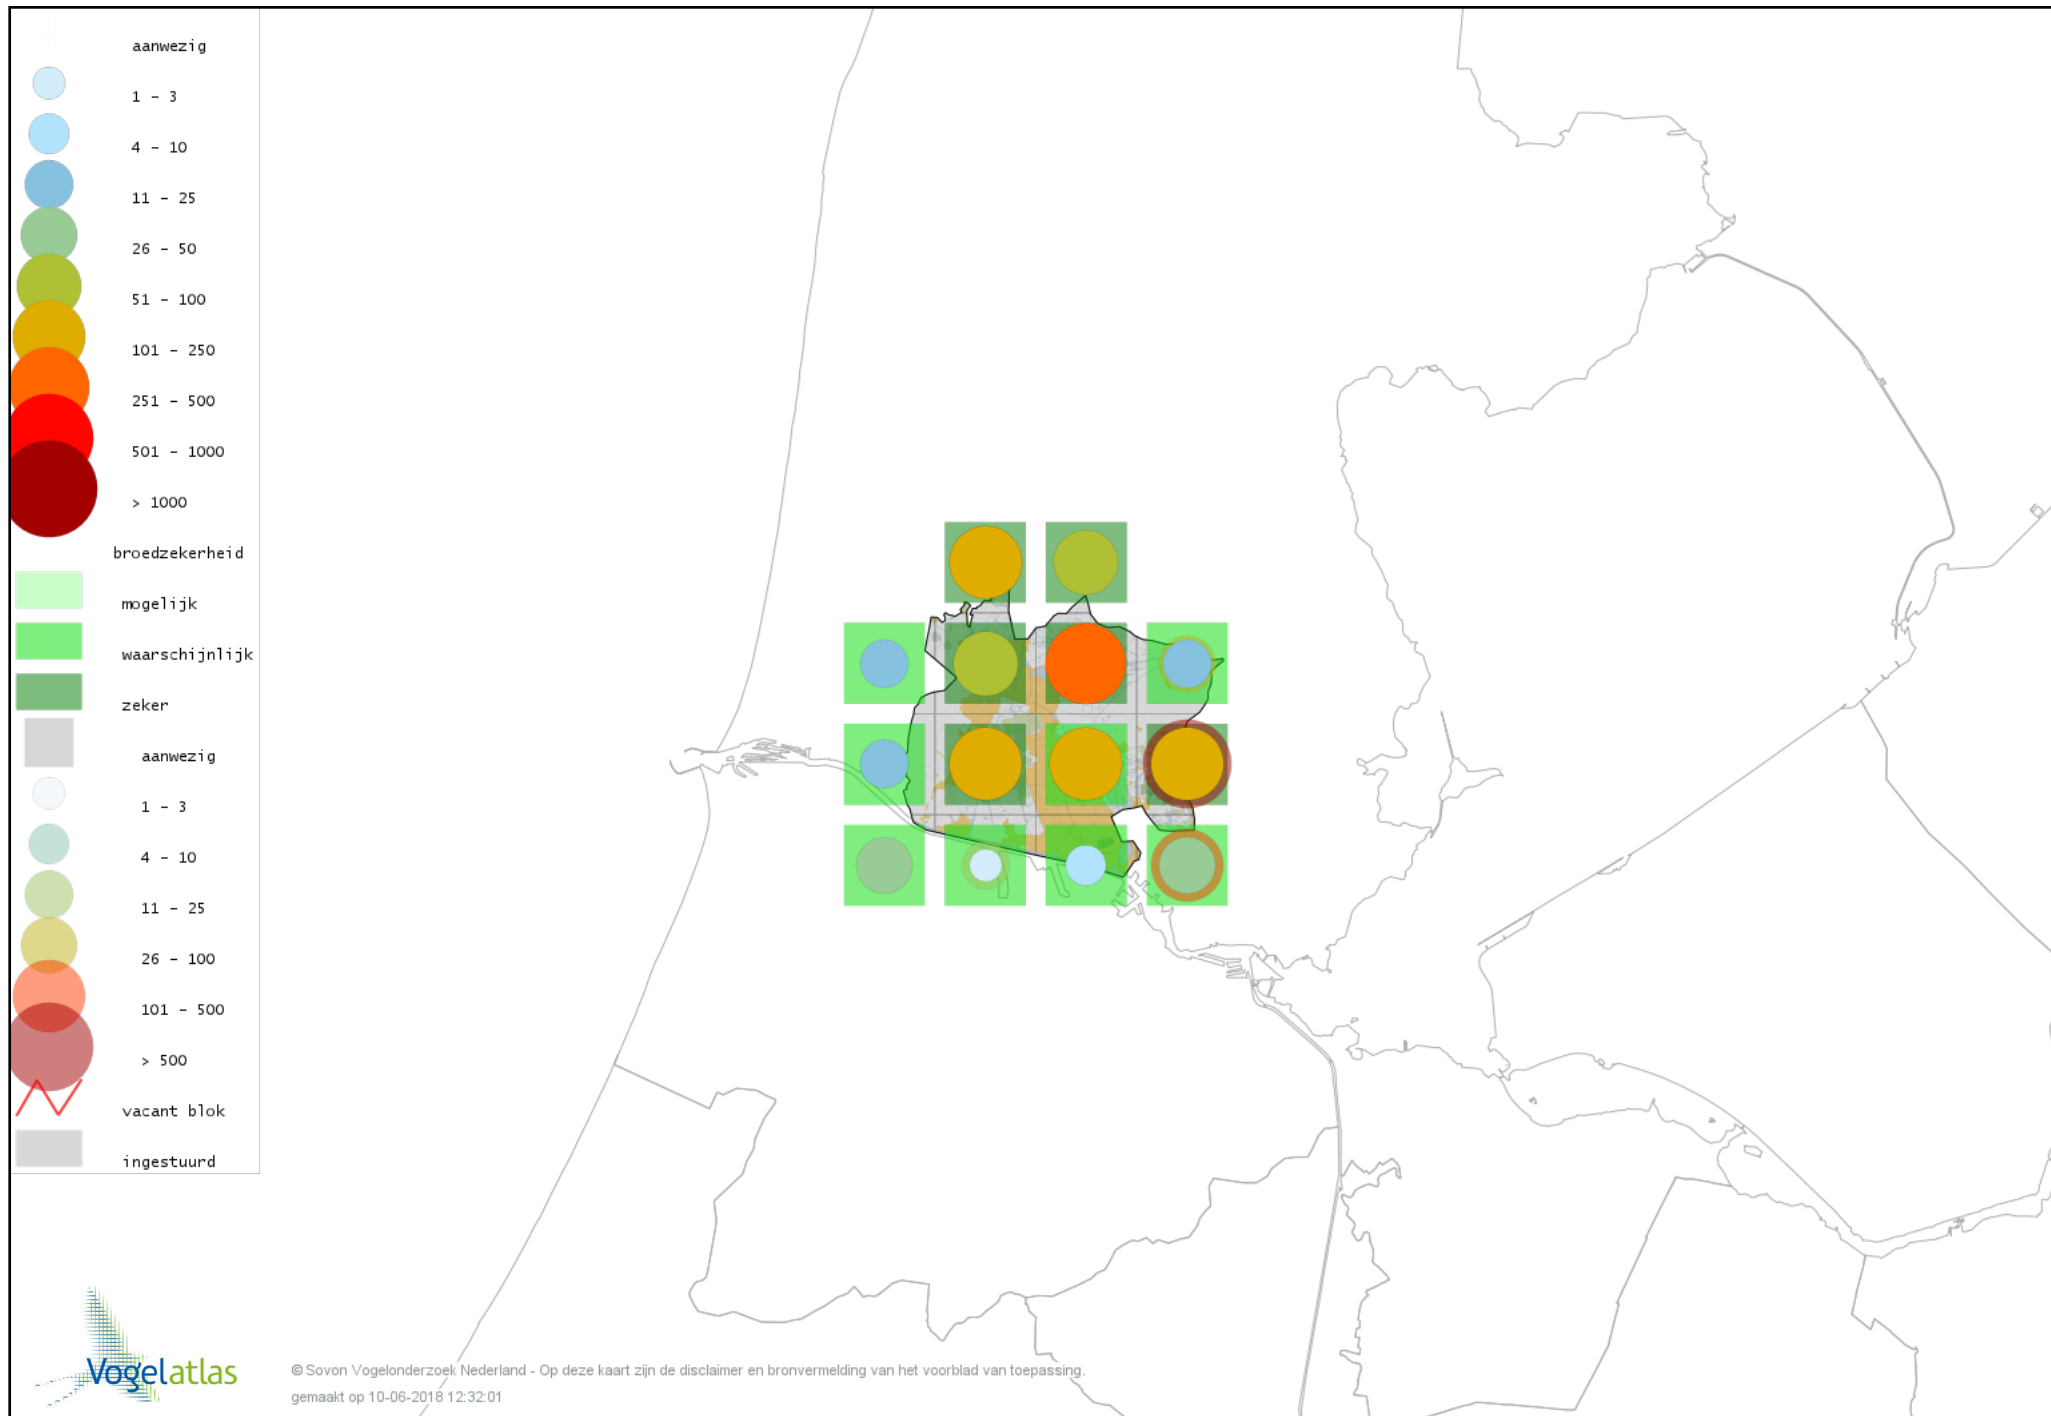 aanwezig
1 - 3
4 - 10
11 - 25
26 - 50
51 - 100
101 - 250
251 - 500
501 - 1000
> 1000
broedzekerheid
mogelijk
waarschijnlijk
zeker
aanwezig
1 - 3
4 - 10
11 - 25
26 - 100
101 - 500
> 500
vacant blok
ingestuurd
Vogelatlas
© Sovon Vogelonderzoek Nederland - Op deze kaart zijn de disclaimer en bronvermelding van het voorblad van toepassing.
gemaakt op 10-06-2018 12:32:01